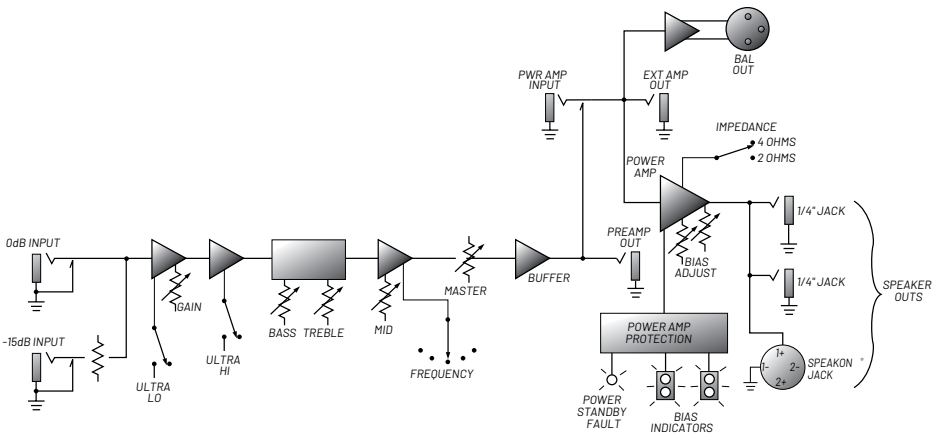 BAL
OUT
PWR AMP
INPUT
EXT AMP
OUT
IMPEDANCE
4 OHMS
2 OHMS
POWER
AMP
1/4" JACK
BIAS
ADJUST
1/4" JACK
SPEAKER
OUTS
PREAMP
OUT
0dB INPUT
GAIN
BASS
TREBLE
MID
MASTER
BUFFER
FREQUENCY
-15dB INPUT
ULTRA
LO
ULTRA
HI
POWER AMP
PROTECTION
1+
1-
2-
2+
SPEAKON
JACK
®
POWER
STANDBY
FAULT
BIAS
INDICATORS